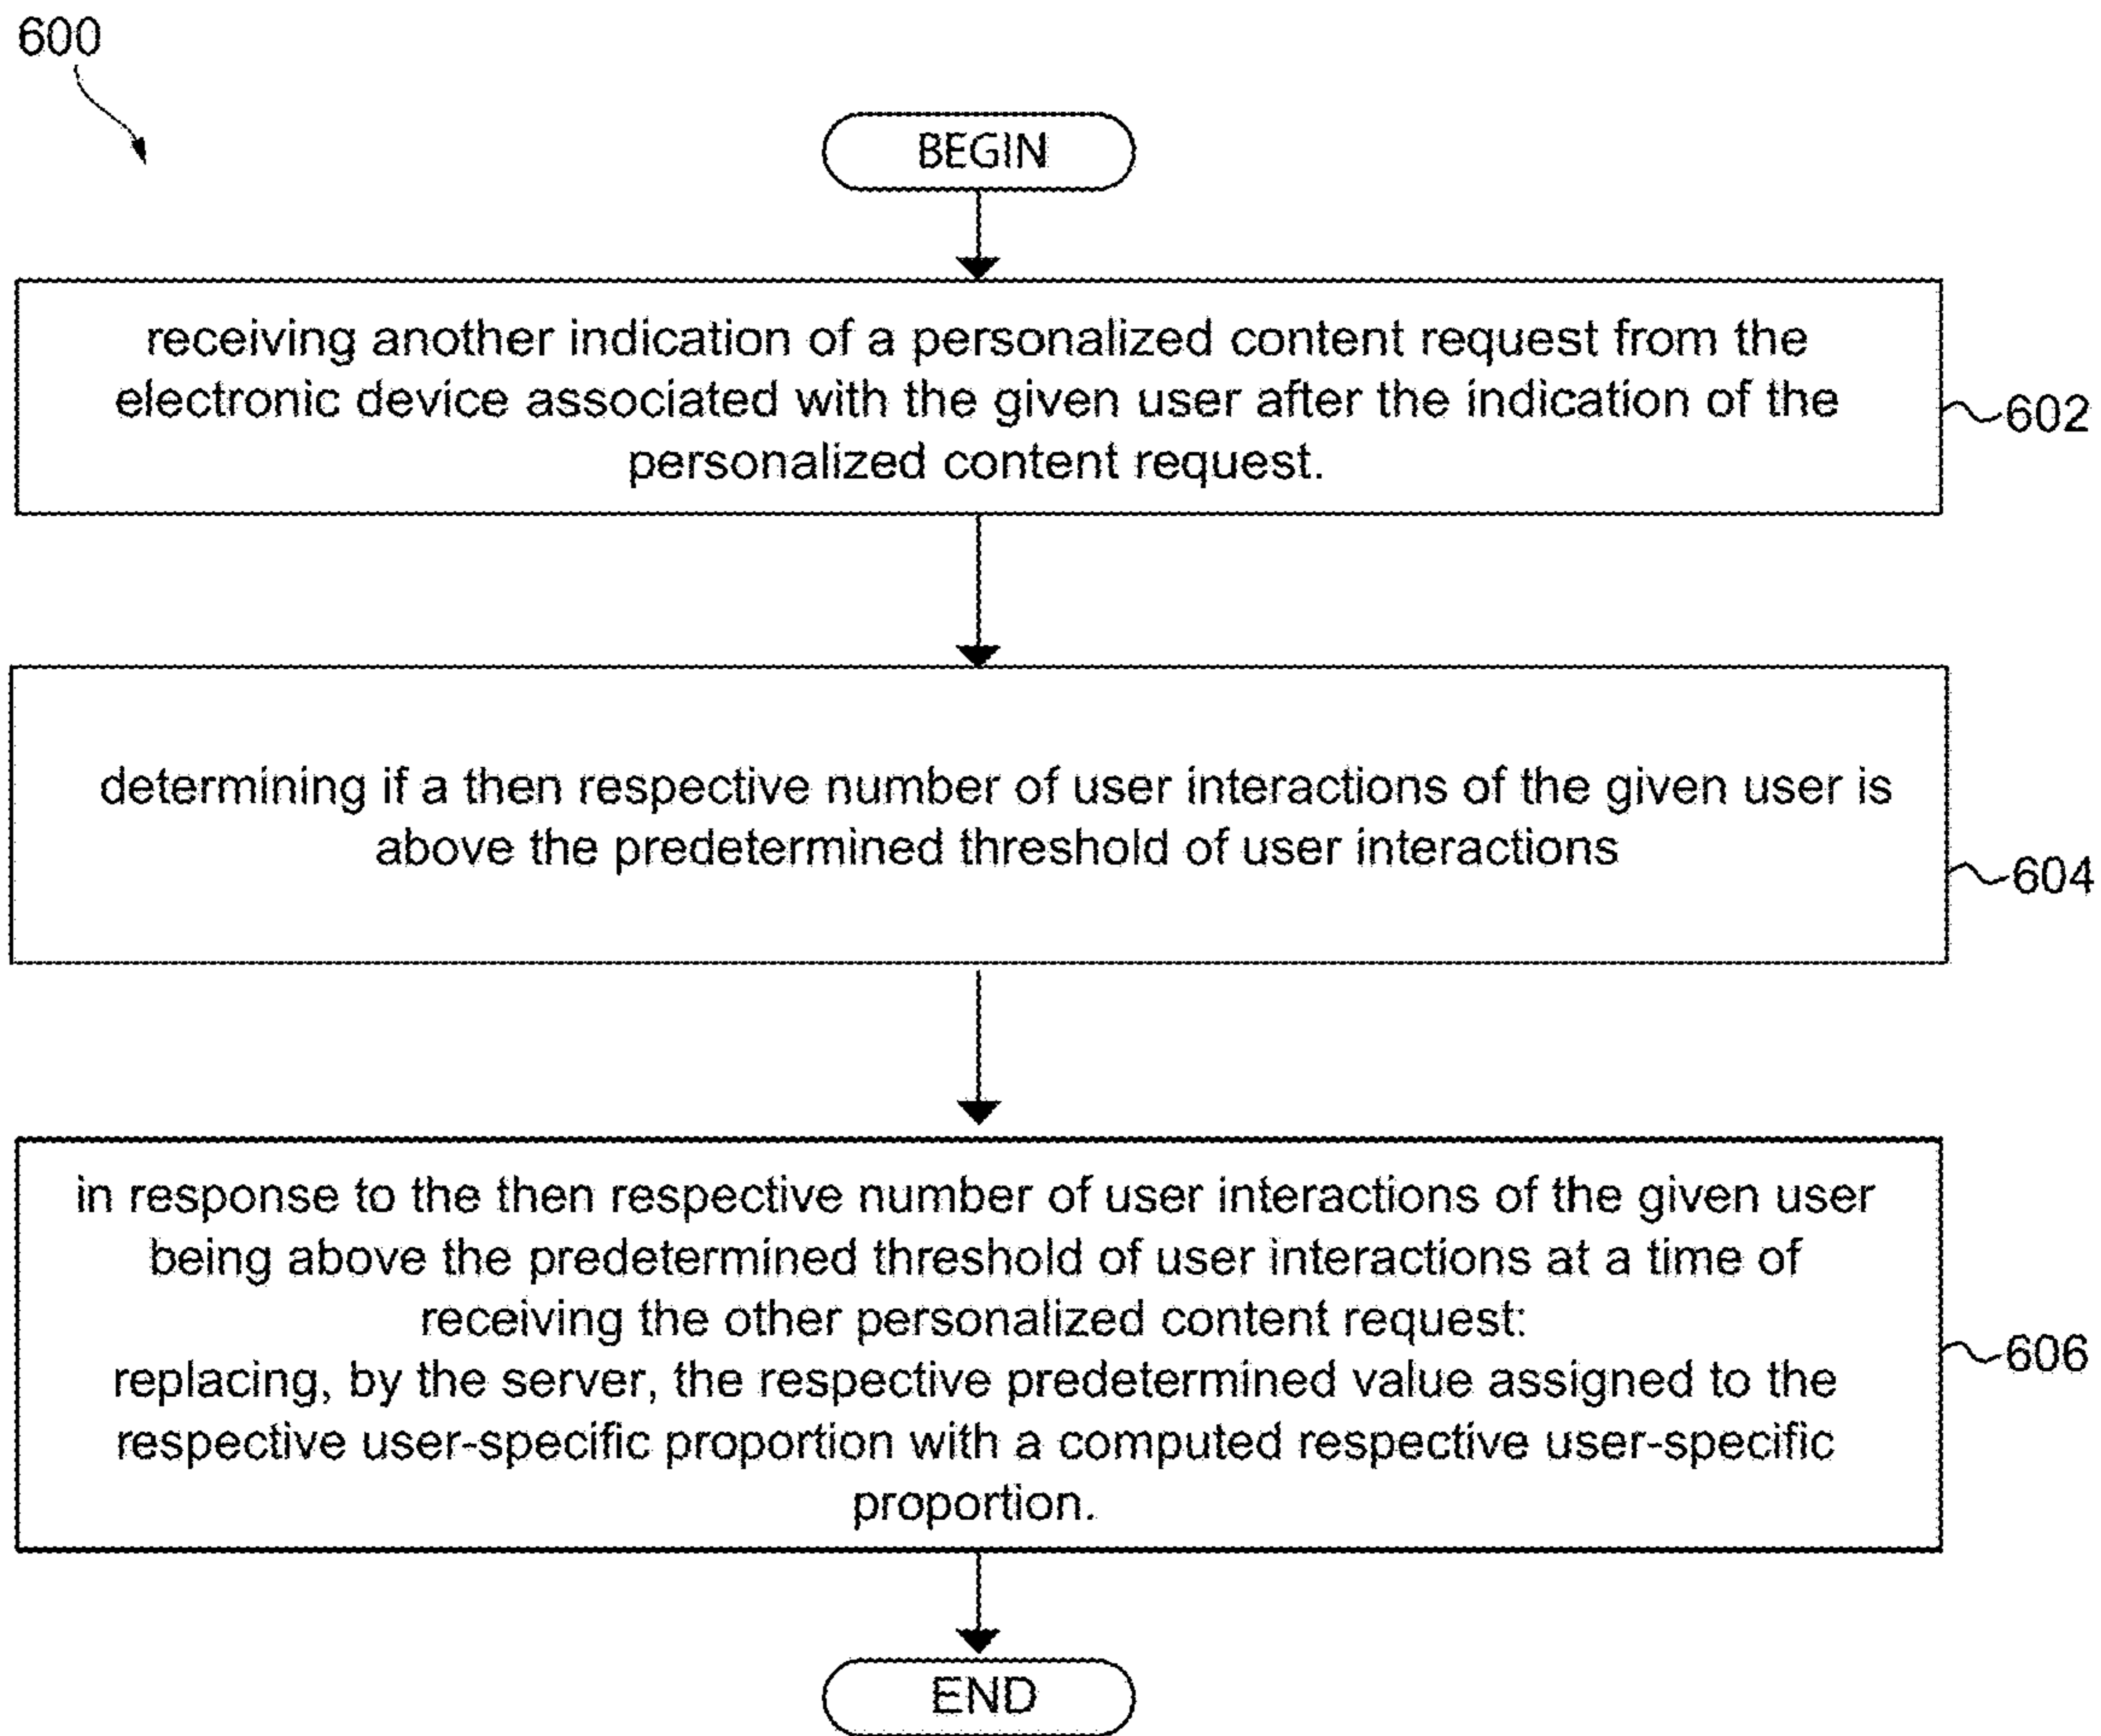 600
BEGIN
receiving another indication of a personalized content request from the
electronic device associated with the given user after the indication of the
personalized content request.
602
determining if a then respective number of user interactions of the given user is
above the predetermined threshold of user interactions
604
in response to the then respective number of user interactions of the given user
being above the predetermined threshold of user interactions at a time of
receiving the other personalized content request:
replacing, by the server, the respective predetermined value assigned to the
respective user-specific proportion with a computed respective user-specific
proportion.
606
END